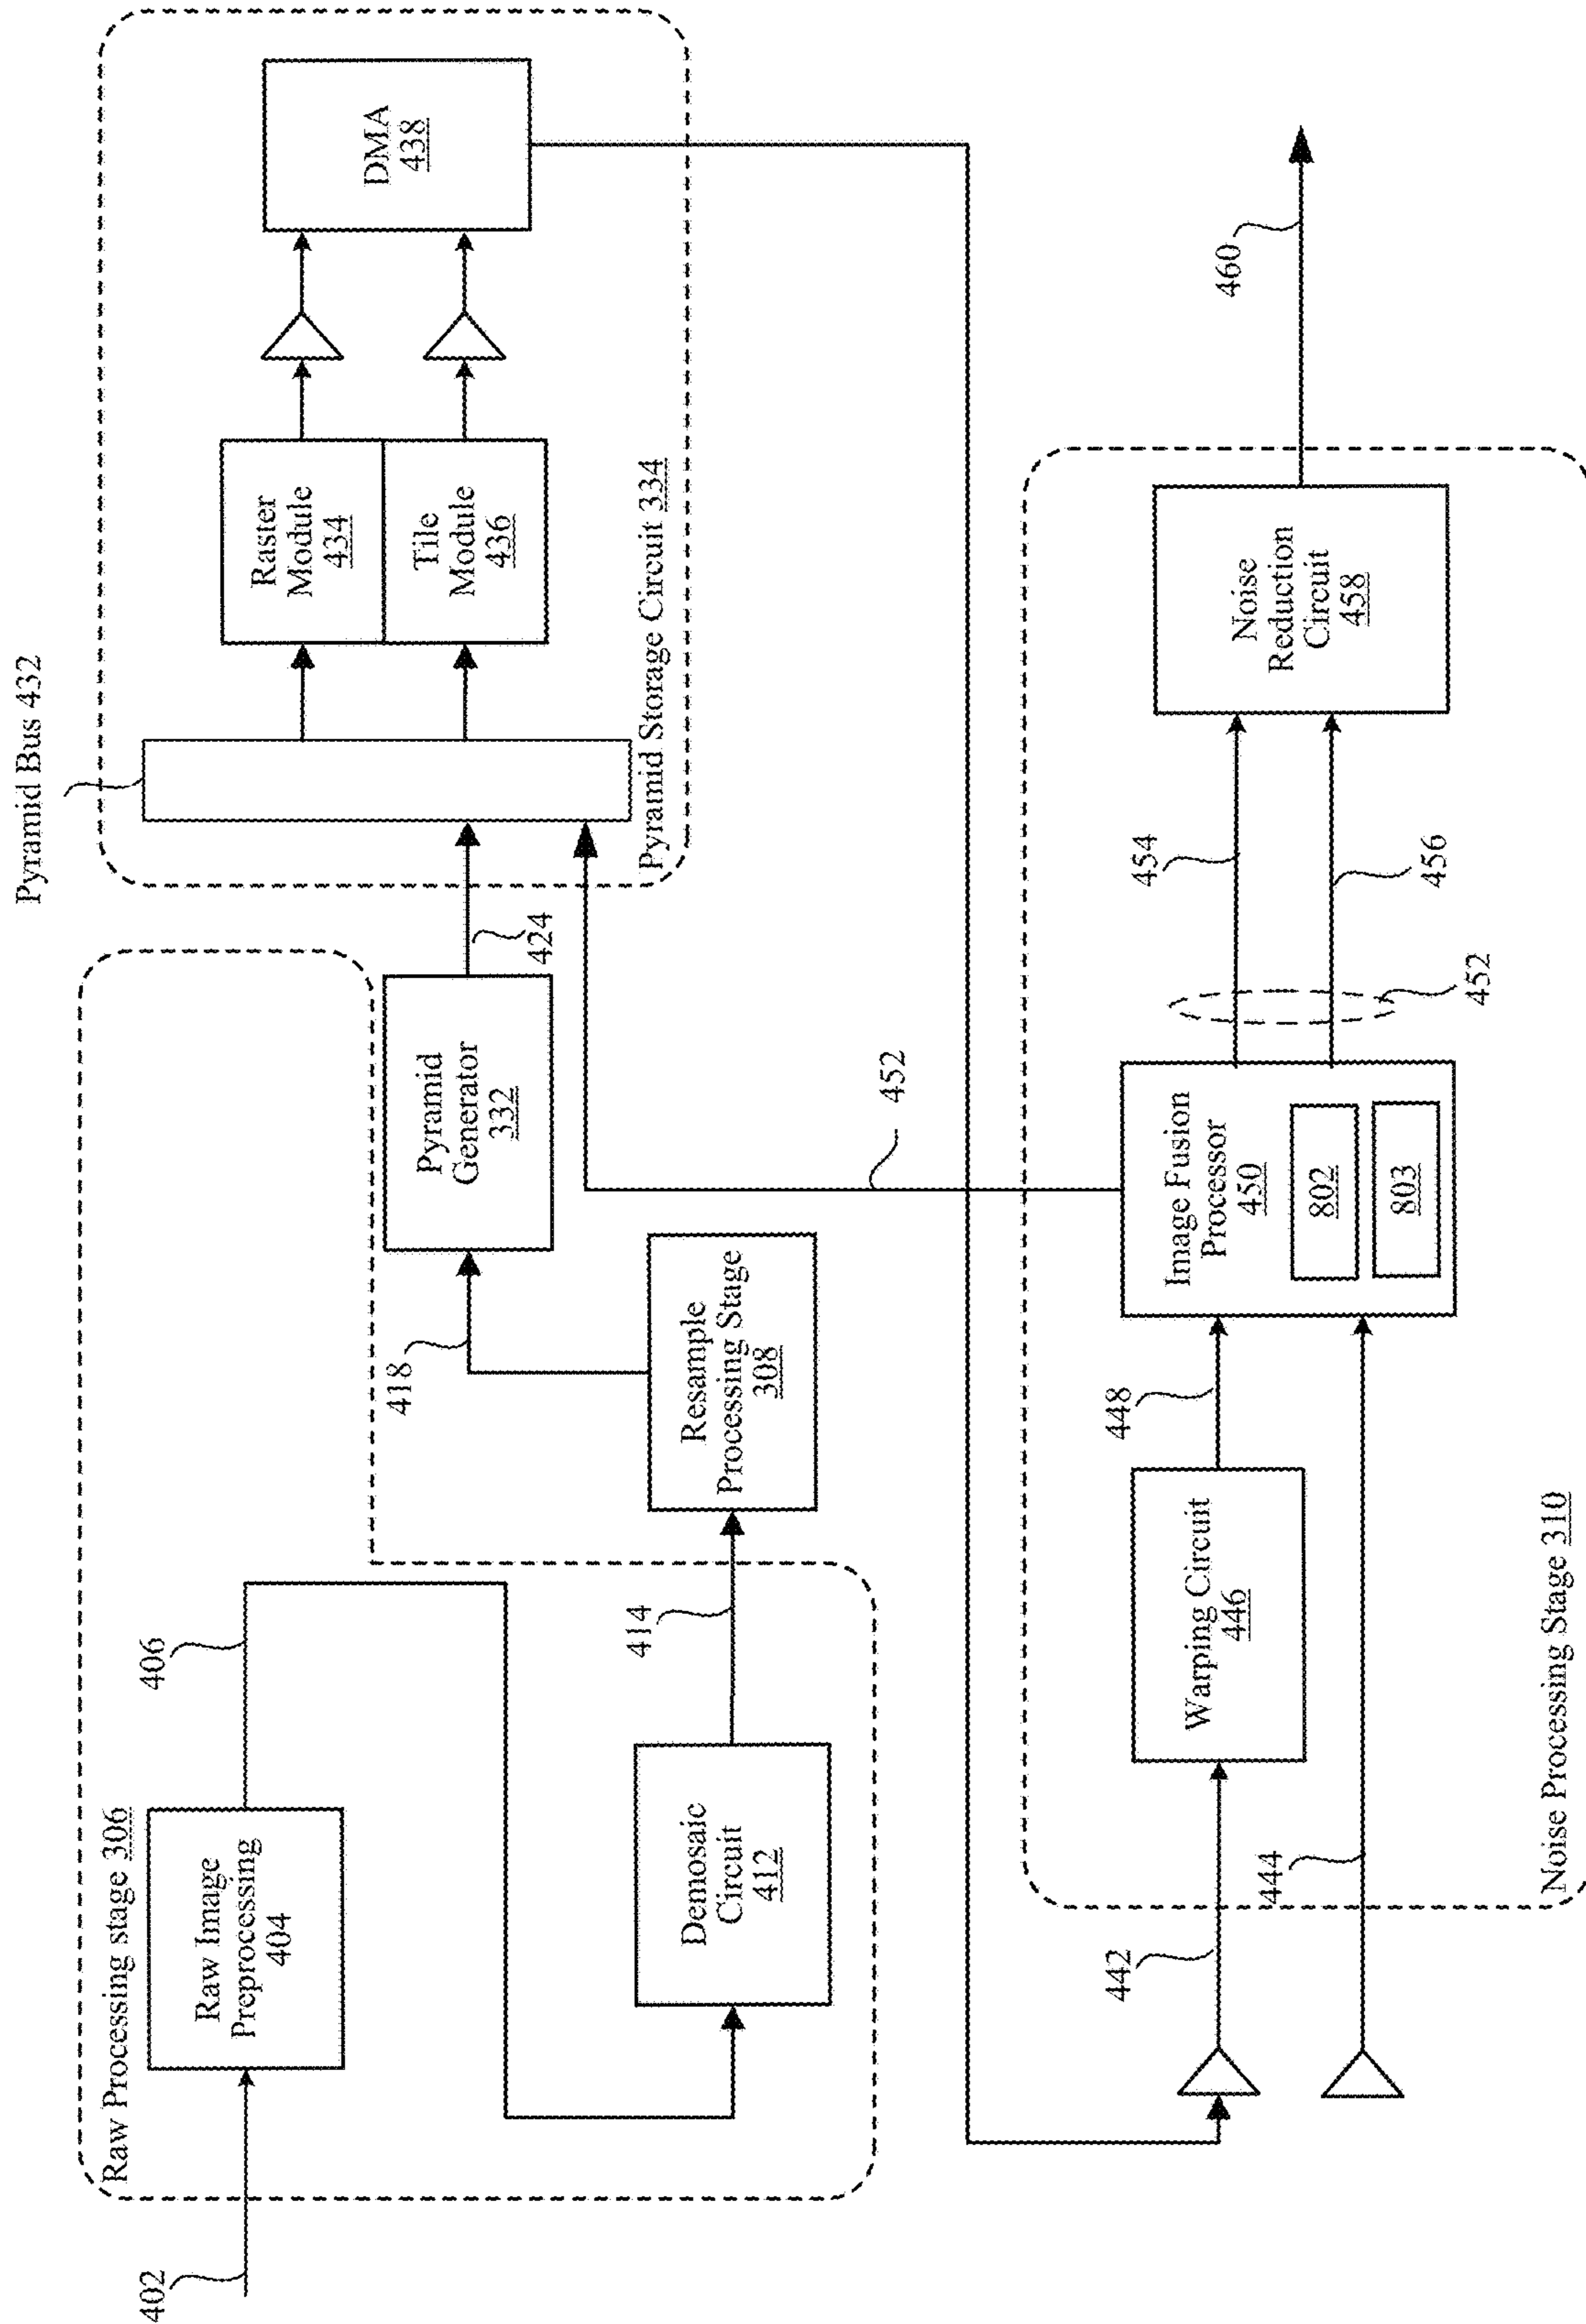 402
Raw Processing stage 306
Raw Image
Preprocessing
404
406
Demosaic
Circuit
412
414
Resample
Processing Stage
308
418
Pyramid
Generator
332
424
Pyramid Bus 432
Raster
Module
434
Tile
Module
436
DMA
438
Pyramid Storage Circuit 334
452
442
444
Warping Circuit
446
448
Image Fusion
Processor
450
802
803
452
454
456
Noise
Reduction
Circuit
458
460
Noise Processing Stage 310